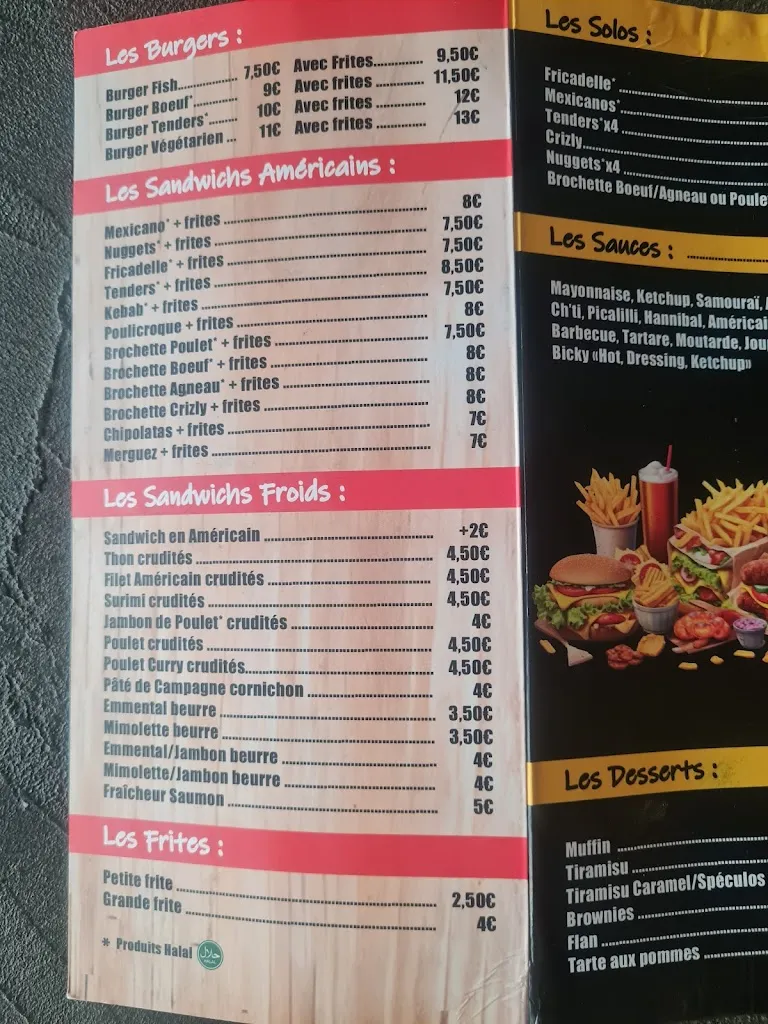 Les Burgers :
Burger Fish.................. 7,50€ Avec Frites............. 9,50€
Burger Boeuf*............. 9€ Avec frites ............. 11,50€
Burger Tenders*........ 10€ Avec frites ............. 12€
Burger Végétarien ... 11€ Avec frites ............. 13€
Les Sandwichs Américains :
Mexicano* + frites ........ 8€
Nuggets* + frites ........ 7,50€
Fricadelle* + frites ........ 7,50€
Tenders* + frites ........ 8,50€
Kebab* + frites ........ 7,50€
Poulicroque + frites ........ 8€
Brochette Poulet* + frites ........ 7,50€
Brochette Boeuf* + frites ........ 8€
Brochette Agneau* + frites ........ 8€
Brochette Crizly + frites ........ 8€
Chipolatas + frites ........ 7€
Merguez + frites ........ 7€
Les Sandwichs Froids :
Sandwich en Américain ........ +2€
Thon crudités ........ 4,50€
Filet Américain crudités ........ 4,50€
Surimi crudités ........ 4,50€
Jambon de Poulet* crudités ........ 4€
Poulet crudités ........ 4,50€
Poulet Curry crudités........ 4,50€
Pâté de Campagne cornichon ........ 4€
Emmental beurre ........ 3,50€
Mimolette beurre ........ 3,50€
Emmental/Jambon beurre ........ 4€
Mimolette/Jambon beurre ........ 4€
Fraîcheur Saumon ........ 5€
Les Frites :
Petite frite ........ 2,50€
Grande frite ........ 4€
* Produits Halal حلال HALAL
Les Solos :
Fricadelle* ........
Mexicanos* ........
Tenders*x4 ........
Crizly ........
Nuggets*x4 ........
Brochette Boeuf/Agneau ou Poule
Les Sauces : ........
Mayonnaise, Ketchup, Samouraï,
Ch'ti, Picalilli, Hannibal, Américai
Barbecue, Tartare, Moutarde, Jou
Bicky «Hot, Dressing, Ketchup»
Les Desserts :
Muffin ........
Tiramisu ........
Tiramisu Caramel/Spéculos
Brownies ........
Flan ........
Tarte aux pommes ........